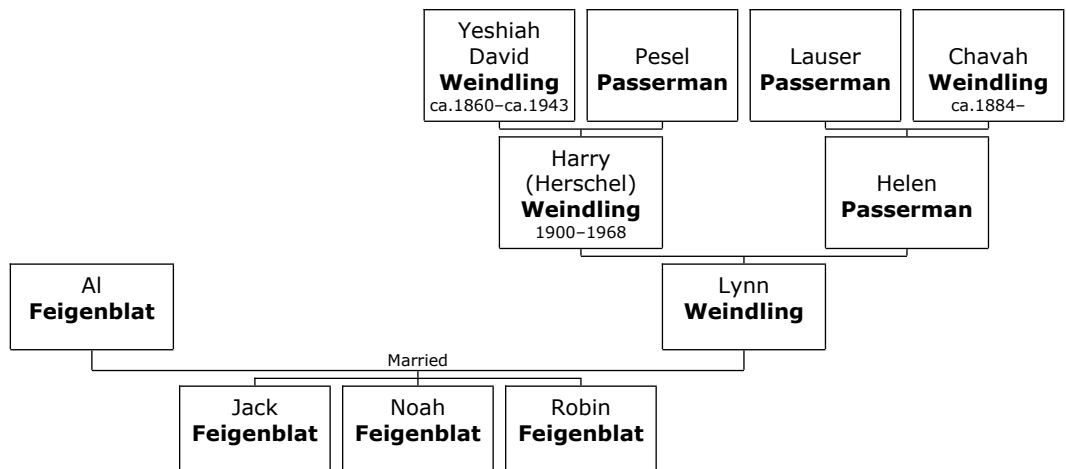 Yeshiah
David
Weindling
ca.1860–ca.1943
Pesel
Passerman
Lauser
Passerman
Chavah
Weindling
ca.1884–
Harry
(Herschel)
Weindling
1900–1968
Helen
Passerman
Al
Feigenblat
Lynn
Weindling
Married
Jack
Feigenblat
Noah
Feigenblat
Robin
Feigenblat